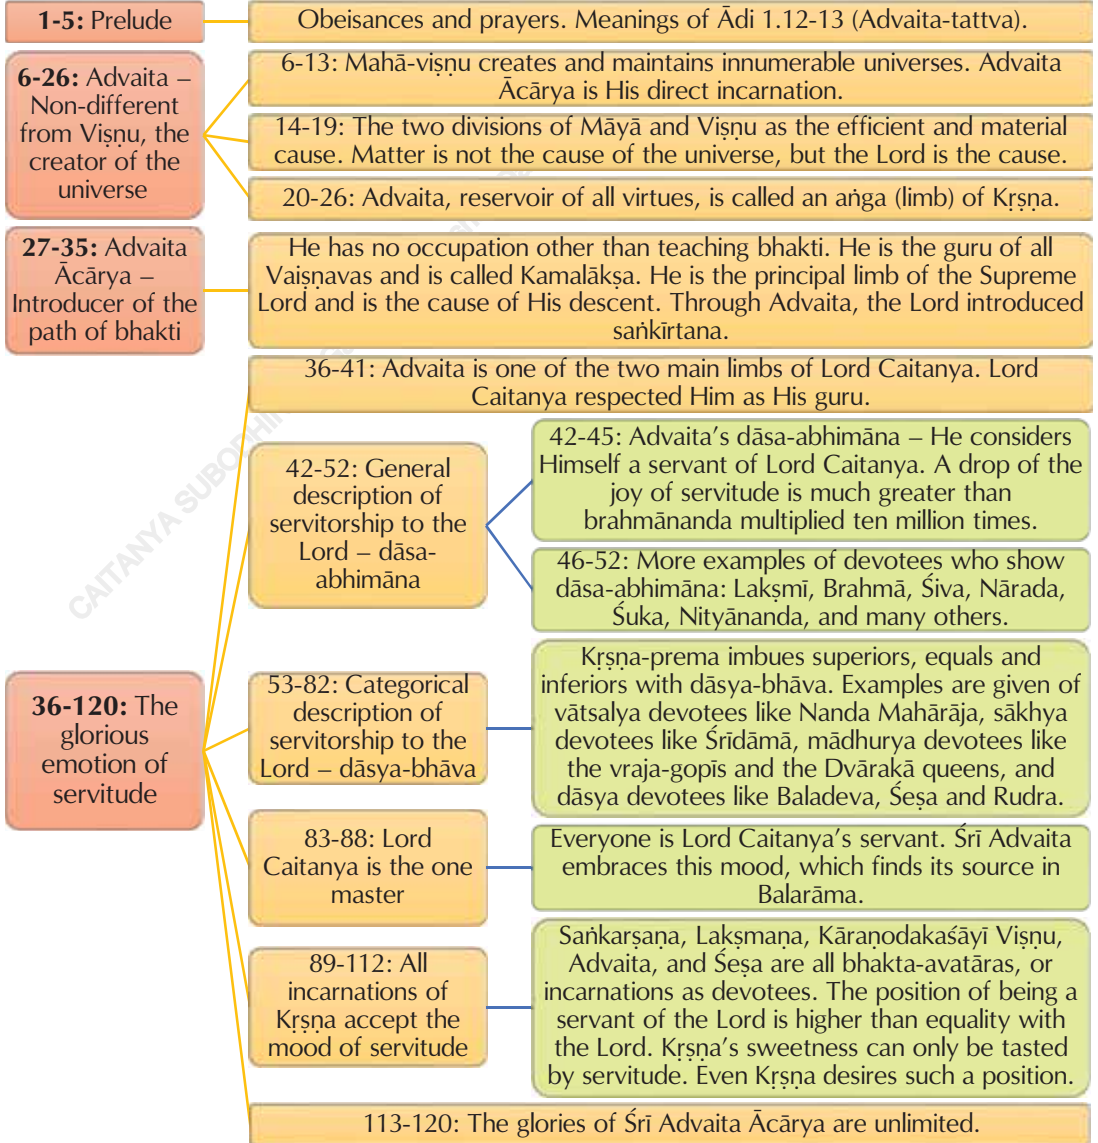 1-5: Prelude
Obeisances and prayers. Meanings of Ādi 1.12-13 (Advaita-tattva).
6-26: Advaita –
Non-different
from Viṣṇu, the
creator of the
universe
6-13: Mahā-viṣṇu creates and maintains innumerable universes. Advaita
Ācārya is His direct incarnation.
14-19: The two divisions of Māyā and Viṣṇu as the efficient and material
cause. Matter is not the cause of the universe, but the Lord is the cause.
20-26: Advaita, reservoir of all virtues, is called an aṅga (limb) of Kṛṣṇa.
27-35: Advaita
Ācārya –
Introducer of the
path of bhakti
He has no occupation other than teaching bhakti. He is the guru of all
Vaiṣṇavas and is called Kamalākṣa. He is the principal limb of the Supreme
Lord and is the cause of His descent. Through Advaita, the Lord introduced
saṅkīrtana.
36-120: The
glorious
emotion of
servitude
36-41: Advaita is one of the two main limbs of Lord Caitanya. Lord
Caitanya respected Him as His guru.
42-52: General
description of
servitorship to the
Lord – dāsa-
abhimāna
42-45: Advaita’s dāsa-abhimāna – He considers
Himself a servant of Lord Caitanya. A drop of the
joy of servitude is much greater than
brahmānanda multiplied ten million times.
46-52: More examples of devotees who show
dāsa-abhimāna: Lakṣmī, Brahmā, Śiva, Nārada,
Śuka, Nityānanda, and many others.
53-82: Categorical
description of
servitorship to the
Lord – dāsya-bhāva
Kṛṣṇa-prema imbues superiors, equals and
inferiors with dāsya-bhāva. Examples are given of
vātsalya devotees like Nanda Mahārāja, sākhya
devotees like Śrīdāmā, mādhurya devotees like
the vraja-gopīs and the Dvārakā queens, and
dāsya devotees like Baladeva, Śeṣa and Rudra.
83-88: Lord
Caitanya is the one
master
Everyone is Lord Caitanya’s servant. Śrī Advaita
embraces this mood, which finds its source in
Balarāma.
89-112: All
incarnations of
Kṛṣṇa accept the
mood of servitude
Saṅkarṣaṇa, Lakṣmaṇa, Kāraṇodakaśāyī Viṣṇu,
Advaita, and Śeṣa are all bhakta-avatāras, or
incarnations as devotees. The position of being a
servant of the Lord is higher than equality with
the Lord. Kṛṣṇa’s sweetness can only be tasted
by servitude. Even Kṛṣṇa desires such a position.
113-120: The glories of Śrī Advaita Ācārya are unlimited.
CAITANYA